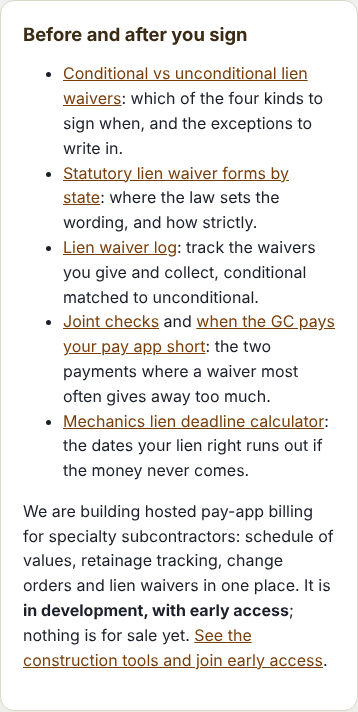 Before and after you sign
• Conditional vs unconditional lien
waivers: which of the four kinds to
sign when, and the exceptions to
write in.
• Statutory lien waiver forms by
state: where the law sets the
wording, and how strictly.
• Lien waiver log: track the waivers
you give and collect, conditional
matched to unconditional.
• Joint checks and when the GC pays
your pay app short: the two
payments where a waiver most
often gives away too much.
• Mechanics lien deadline calculator:
the dates your lien right runs out if
the money never comes.
We are building hosted pay-app billing
for specialty subcontractors: schedule of
values, retainage tracking, change
orders and lien waivers in one place. It is
in development, with early access;
nothing is for sale yet. See the
construction tools and join early access.